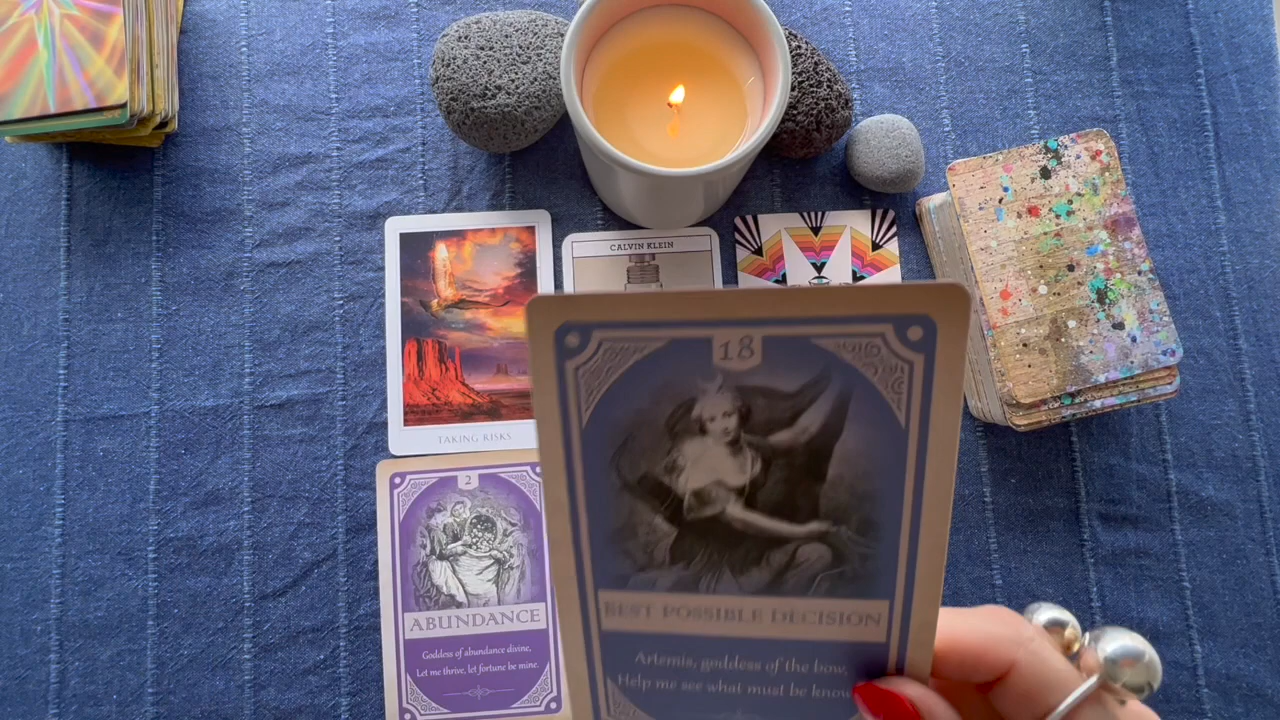 CALVIN KLEIN
TAKING RISKS
18
BEST POSSIBLE DECISION
Artemis, goddess of the bow,
Help me see what must be know
2
ABUNDANCE
Goddess of abundance divine,
Let me thrive, let fortune be mine.